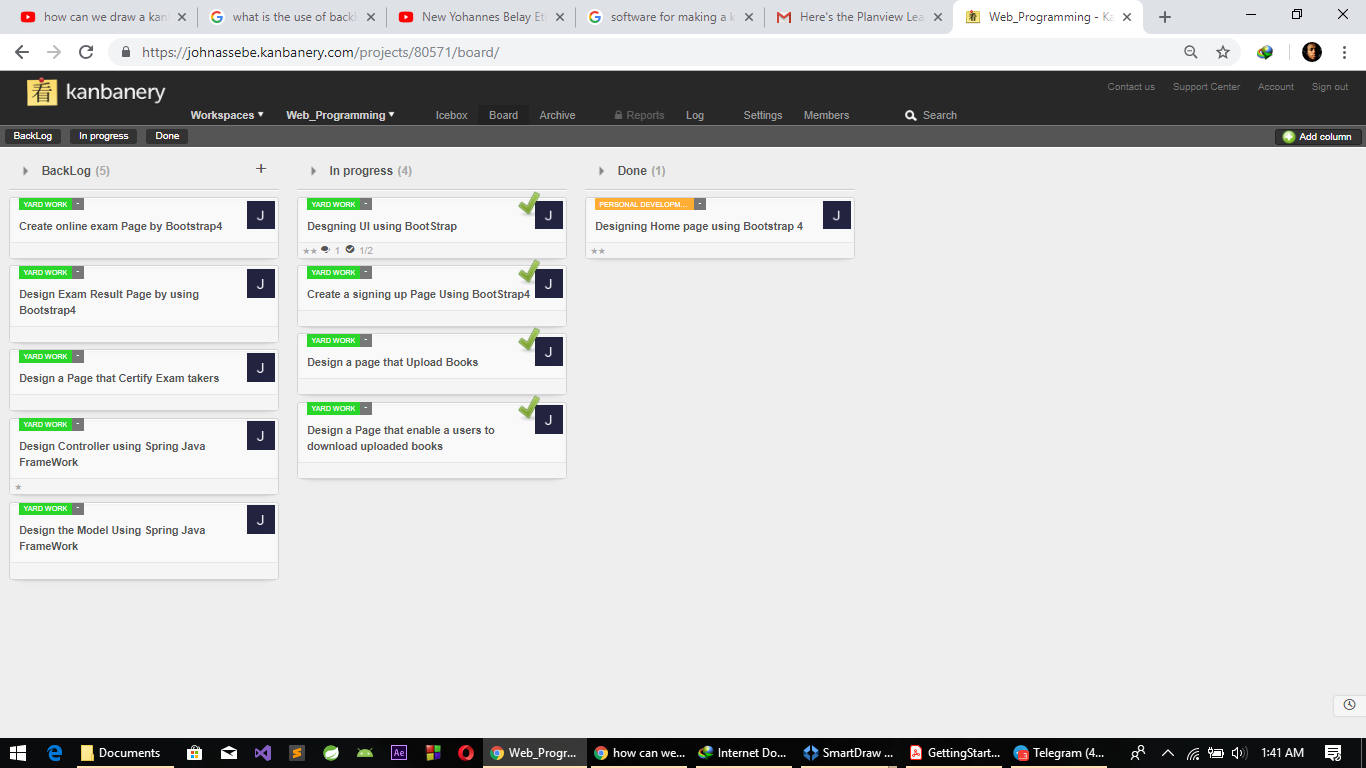 how can we draw a kan
what is the use of back
New Yohannes Belay Et
software for making a k
Here's the Planview Lea
Web_Programming - Ka
https://johnassebe.kanbanery.com/projects/80571/board/
看 kanbanery
Contact us Support Center Account Sign out
Workspaces Web_Programming Icebox Board Archive Reports Log Settings Members Search
BackLog In progress Done Add column
BackLog (5) +
YARD WORK -
J
Create online exam Page by Bootstrap4
YARD WORK -
J
Design Exam Result Page by using
Bootstrap4
YARD WORK -
J
Design a Page that Certify Exam takers
YARD WORK -
J
Design Controller using Spring Java
FrameWork
YARD WORK -
J
Design the Model Using Spring Java
FrameWork
In progress (4)
YARD WORK -
J
Desgning UI using BootStrap
1 1/2
YARD WORK -
J
Create a signing up Page Using BootStrap4
YARD WORK -
J
Design a page that Upload Books
YARD WORK -
J
Design a Page that enable a users to
download uploaded books
Done (1)
PERSONAL DEVELOPM... -
J
Designing Home page using Bootstrap 4
Documents Ae Web_Progr... how can we... Internet Do... SmartDraw ... GettingStart... Telegram (4... 1:41 AM